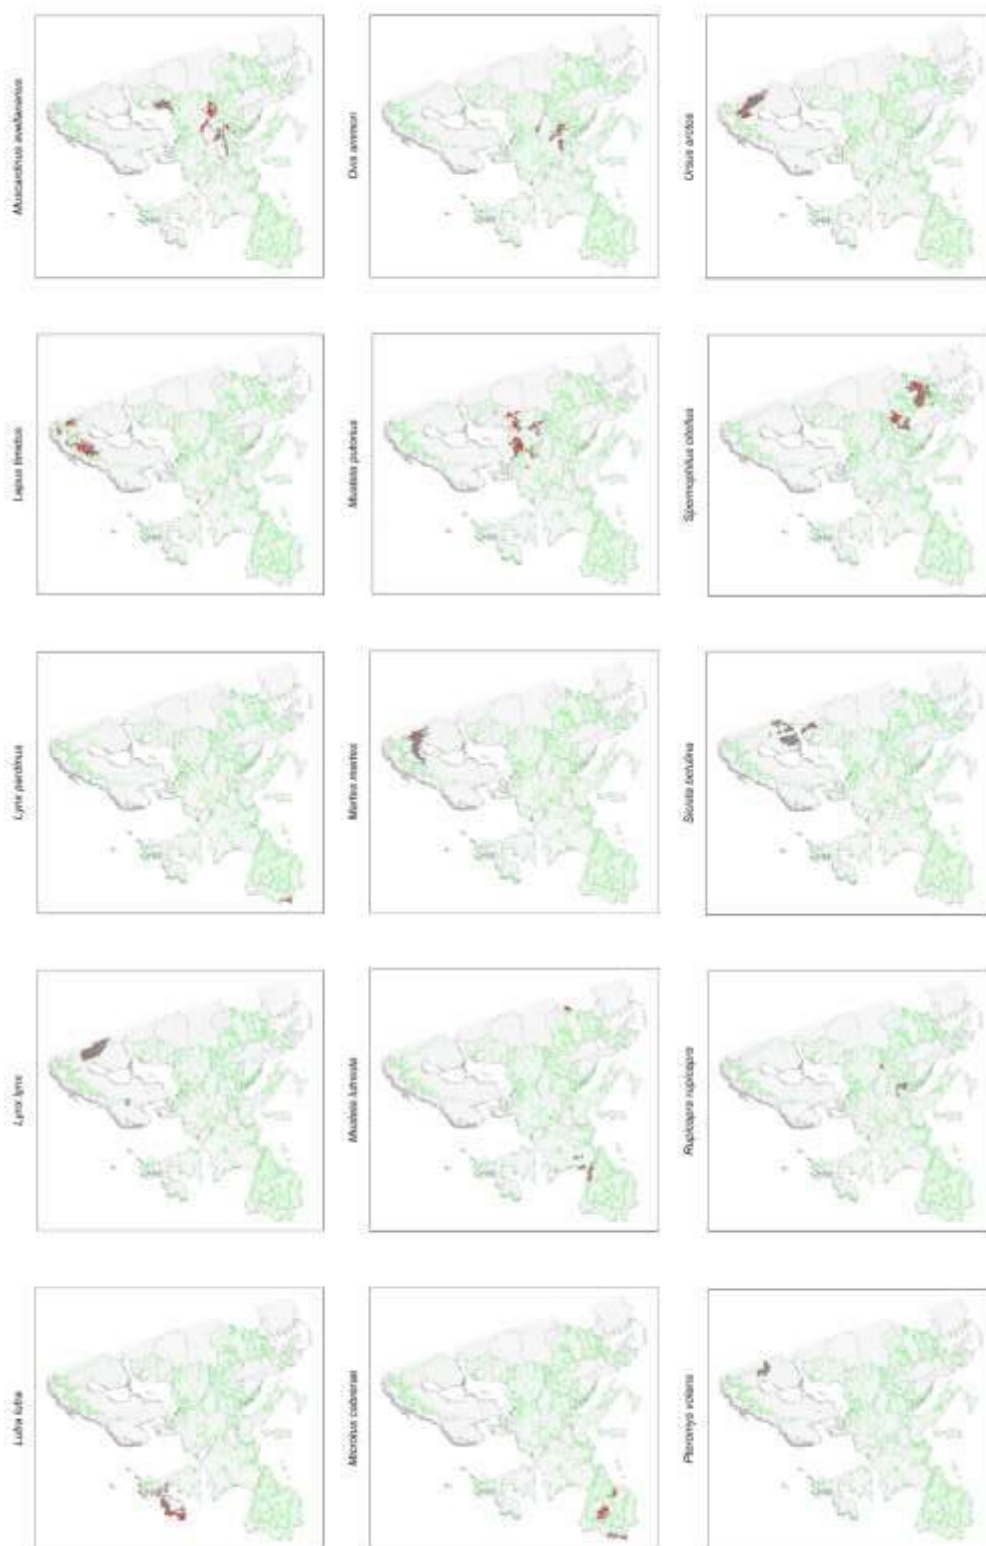 Lutra lutra
Lynx lynx
Lynx pardinus
Lepus timidus
Muscardinus avellanarius
Microtus cabrerae
Mustela lutreola
Martes martes
Mustela putorius
Ovis ammon
Pteromys volans
Rupicapra rupicapra
Sicista betulina
Spermophilus citellus
Ursus arctos